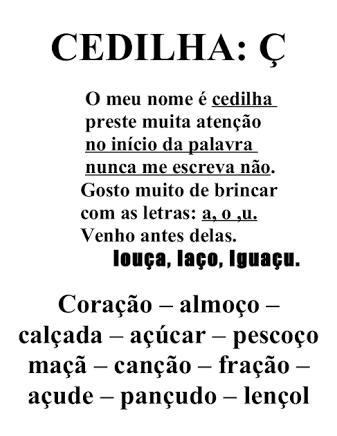 CEDILHA: Ç
O meu nome é cedilha
preste muita atenção
no início da palavra
nunca me escreva não.
Gosto muito de brincar
com as letras: a, o ,u.
Venho antes delas.
louça, laço, Iguaçu.
Coração – almoço –
calçada – açúcar – pescoço
maçã – canção – fração –
açude – pançudo – lençol